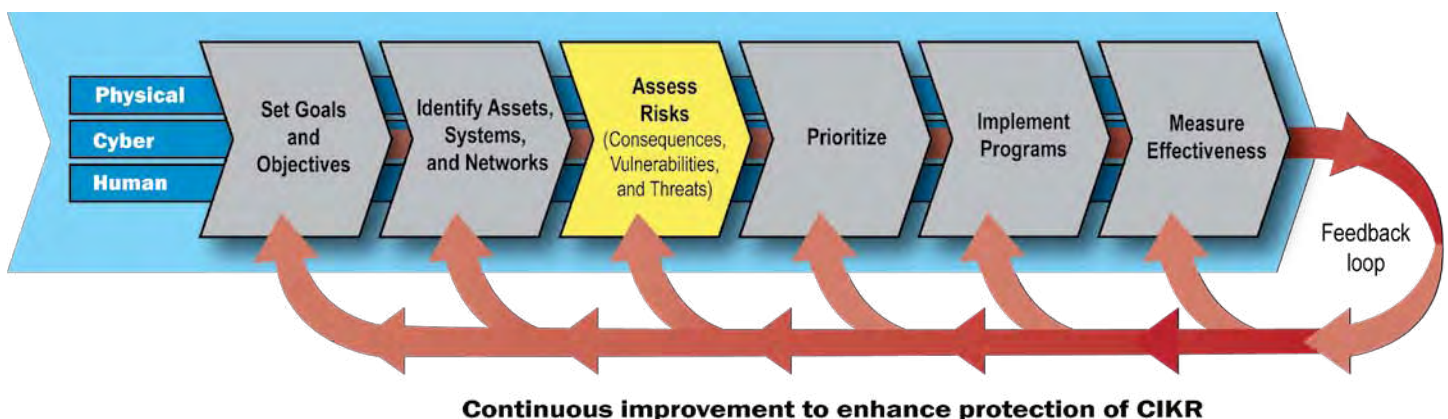 Physical
Cyber
Human
Set Goals
and
Objectives
Identify Assets,
Systems,
and Networks
Assess
Risks
(Consequences,
Vulnerabilities,
and Threats)
Prioritize
Implement
Programs
Measure
Effectiveness
Feedback
loop
Continuous improvement to enhance protection of CIKR